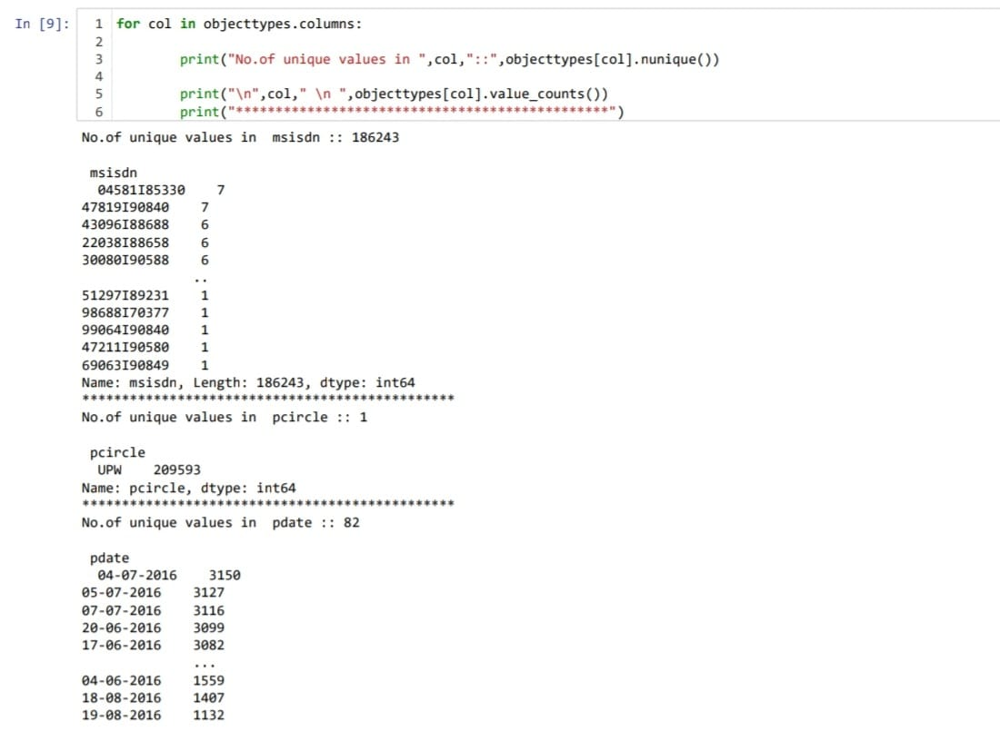 In [9]: 1 for col in objecttypes.columns:
2
3 print("No.of unique values in ",col,"::",objecttypes[col].nunique())
4
5 print("\n",col," \n ",objecttypes[col].value_counts())
6 print("***********************************************")
No.of unique values in  msisdn :: 186243
msisdn
04581I85330    7
47819I90840    7
43096I88688    6
22038I88658    6
30080I90588    6
..
51297I89231    1
98688I70377    1
99064I90840    1
47211I90580    1
69063I90849    1
Name: msisdn, Length: 186243, dtype: int64
***********************************************
No.of unique values in  pcircle :: 1
pcircle
UPW    209593
Name: pcircle, dtype: int64
***********************************************
No.of unique values in  pdate :: 82
pdate
04-07-2016    3150
05-07-2016    3127
07-07-2016    3116
20-06-2016    3099
17-06-2016    3082
...
04-06-2016    1559
18-08-2016    1407
19-08-2016    1132